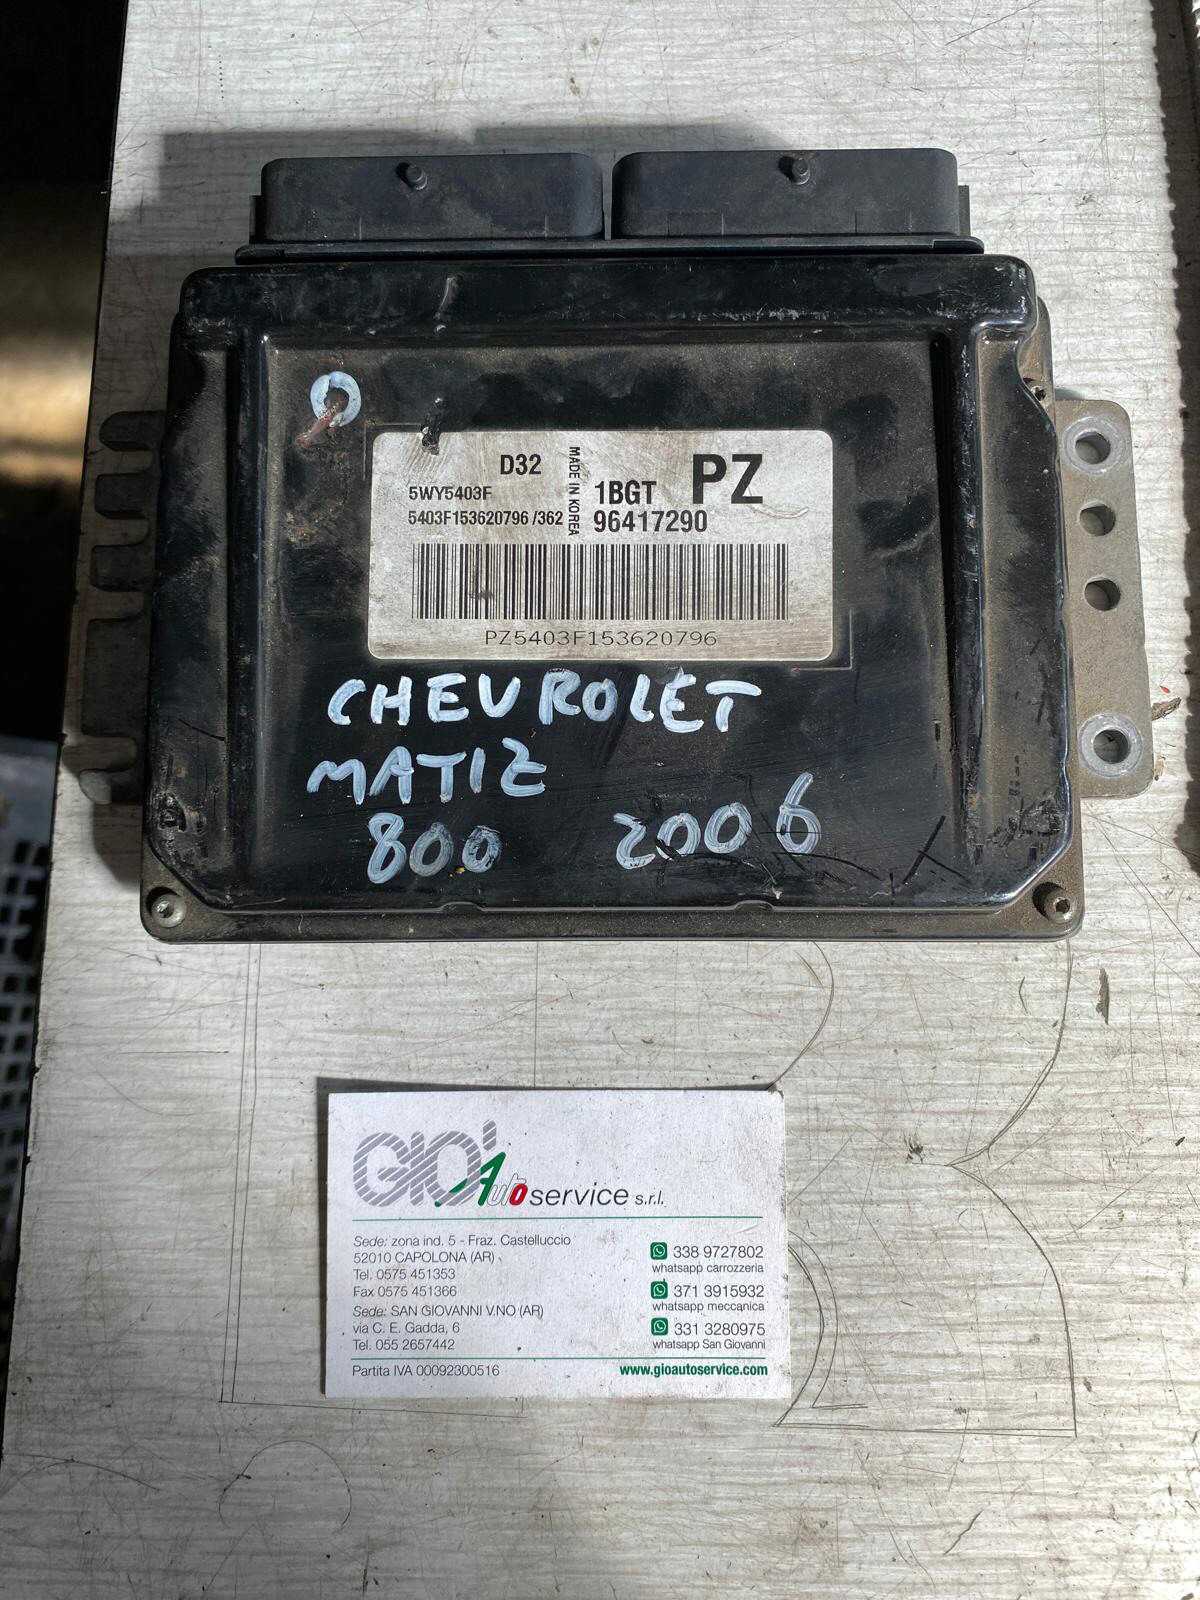 D32
MADE IN KOREA
PZ
5WY5403F
1BGT
5403F153620796 /362
96417290
PZ5403F153620796
CHEVROLET
MATIZ
800 2006
GIO'Autoservice s.r.l.
Sede: zona ind. 5 - Fraz. Castelluccio
52010 CAPOLONA (AR)
Tel. 0575 451353
Fax 0575 451366
Sede: SAN GIOVANNI V.NO (AR)
via C. E. Gadda, 6
Tel. 055 2657442
338 9727802
whatsapp carrozzeria
371 3915932
whatsapp meccanica
331 3280975
whatsapp San Giovanni
Partita IVA 00092300516
www.gioautoservice.com